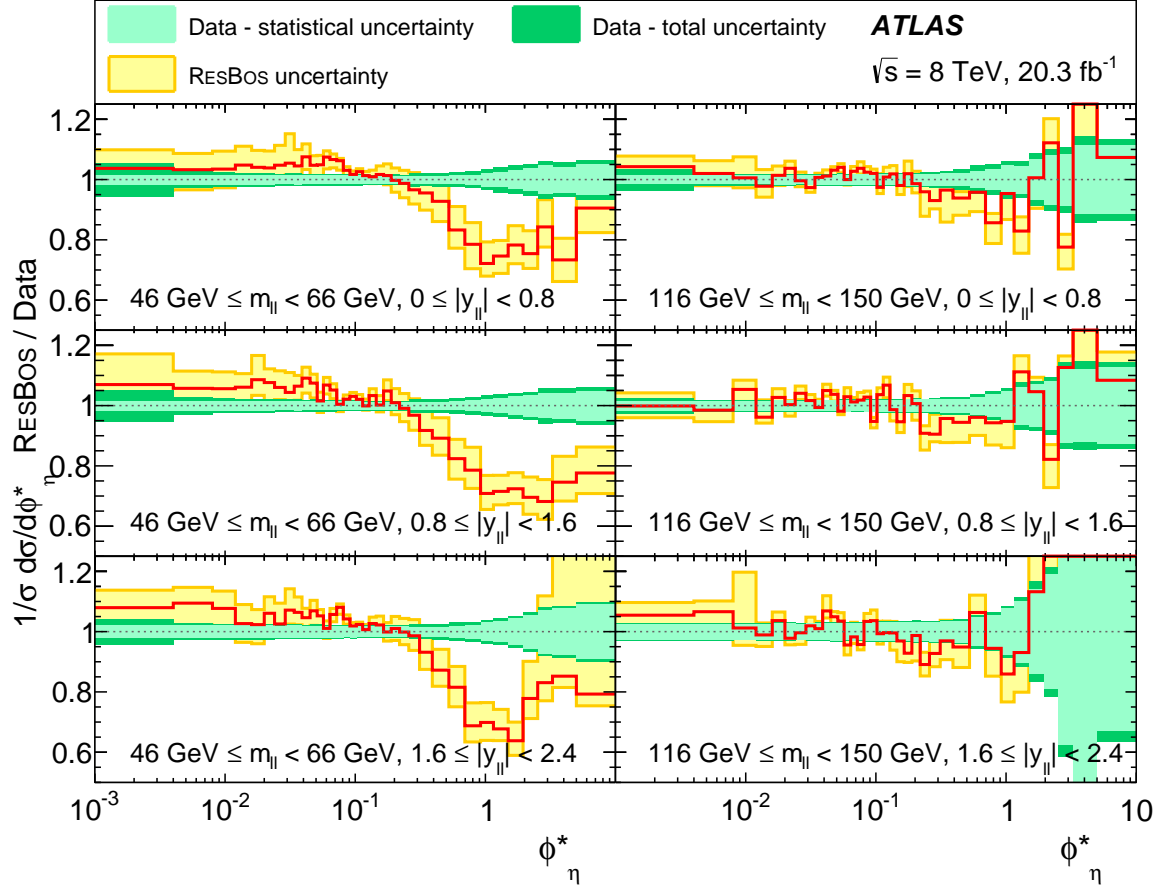 Data - statistical uncertainty Data - total uncertainty ATLAS
RESBOS uncertainty √s = 8 TeV, 20.3 fb⁻¹
1/σ dσ/dϕ*η RESBOS / Data
1.2
1
0.8
0.6
46 GeV ≤ mll < 66 GeV, 0 ≤ |yll| < 0.8
116 GeV ≤ mll < 150 GeV, 0 ≤ |yll| < 0.8
1.2
1
0.8
0.6
46 GeV ≤ mll < 66 GeV, 0.8 ≤ |yll| < 1.6
116 GeV ≤ mll < 150 GeV, 0.8 ≤ |yll| < 1.6
1.2
1
0.8
0.6
46 GeV ≤ mll < 66 GeV, 1.6 ≤ |yll| < 2.4
116 GeV ≤ mll < 150 GeV, 1.6 ≤ |yll| < 2.4
10⁻³ 10⁻² 10⁻¹ 1 10⁻² 10⁻¹ 1 10
ϕ*η ϕ*η